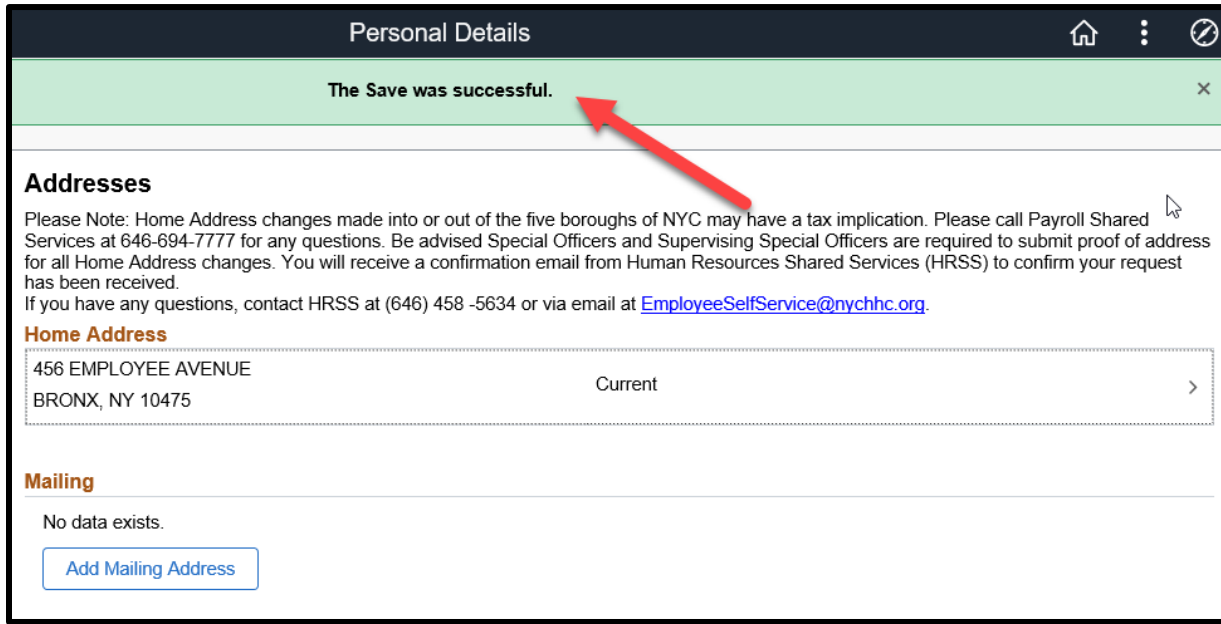 Personal Details
The Save was successful.
Addresses
Please Note: Home Address changes made into or out of the five boroughs of NYC may have a tax implication. Please call Payroll Shared
Services at 646-694-7777 for any questions. Be advised Special Officers and Supervising Special Officers are required to submit proof of address
for all Home Address changes. You will receive a confirmation email from Human Resources Shared Services (HRSS) to confirm your request
has been received.
If you have any questions, contact HRSS at (646) 458 -5634 or via email at EmployeeSelfService@nychhc.org.
Home Address
456 EMPLOYEE AVENUE
Current
BRONX, NY 10475
Mailing
No data exists.
Add Mailing Address